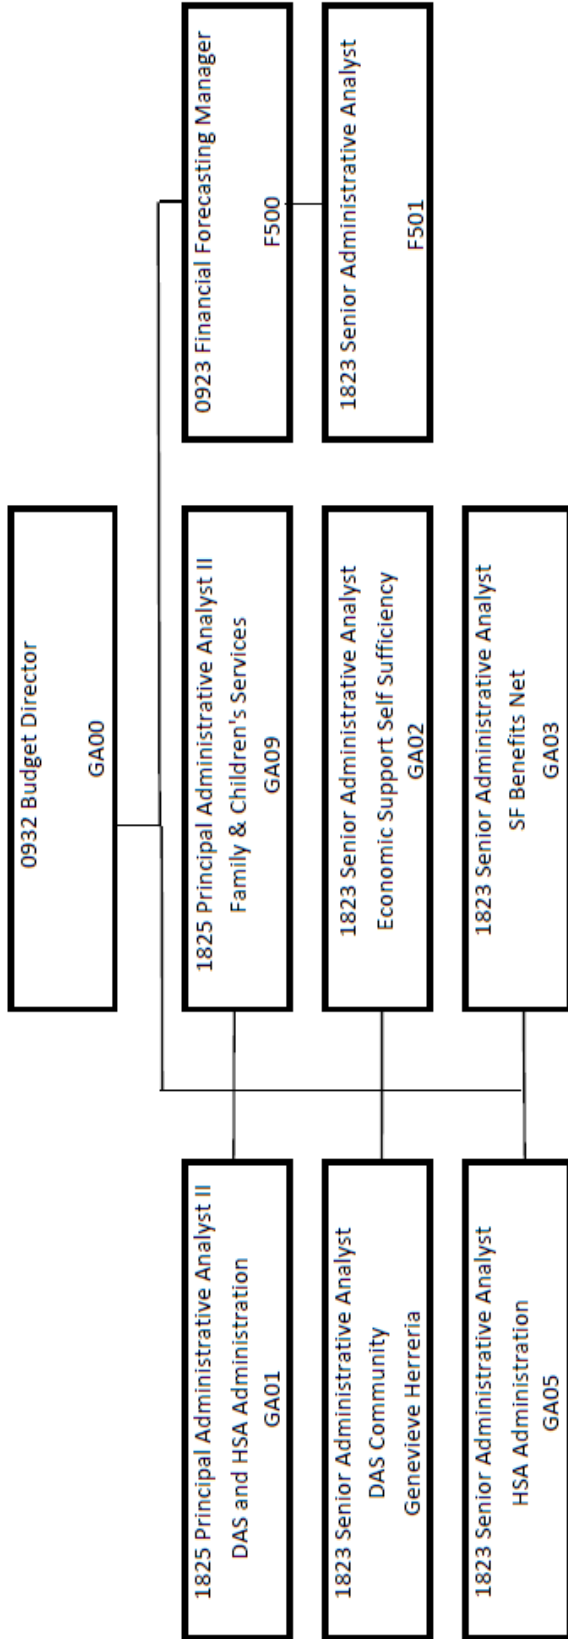 0932 Budget Director
GA00
1825 Principal Administrative Analyst II
DAS and HSA Administration
GA01
1825 Principal Administrative Analyst II
Family & Children's Services
GA09
0923 Financial Forecasting Manager
F500
1823 Senior Administrative Analyst
DAS Community
Genevieve Herreria
1823 Senior Administrative Analyst
Economic Support Self Sufficiency
GA02
1823 Senior Administrative Analyst
F501
1823 Senior Administrative Analyst
HSA Administration
GA05
1823 Senior Administrative Analyst
SF Benefits Net
GA03